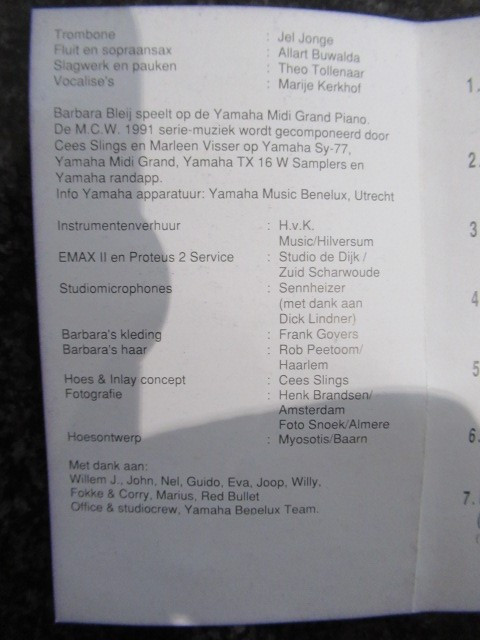 Trombone : Jel Jonge
Fluit en sopraansax : Allart Buwalda
Slagwerk en pauken : Theo Tollenaar
Vocalise's : Marije Kerkhof
Barbara Bleij speelt op de Yamaha Midi Grand Piano.
De M.C.W. 1991 serie-muziek wordt gecomponeerd door
Cees Slings en Marleen Visser op Yamaha Sy-77,
Yamaha Midi Grand, Yamaha TX 16 W Samplers en
Yamaha randapp.
Info Yamaha apparatuur: Yamaha Music Benelux, Utrecht
Instrumentenverhuur : H.v.K.
Music/Hilversum
EMAX II en Proteus 2 Service : Studio de Dijk /
Zuid Scharwoude
Studiomicrophones : Sennheizer
(met dank aan
Dick Lindner)
Barbara's kleding : Frank Goyers
Barbara's haar : Rob Peetoom/
Haarlem
Hoes & Inlay concept : Cees Slings
Fotografie : Henk Brandsen/
Amsterdam
Foto Snoek/Almere
Hoesontwerp : Myosotis/Baarn
Met dank aan:
Willem J., John, Nel, Guido, Eva, Joop, Willy,
Fokke & Corry, Marius, Red Bullet
Office & studiocrew, Yamaha Benelux Team.
1.
2.
3
4
5
6.
7.